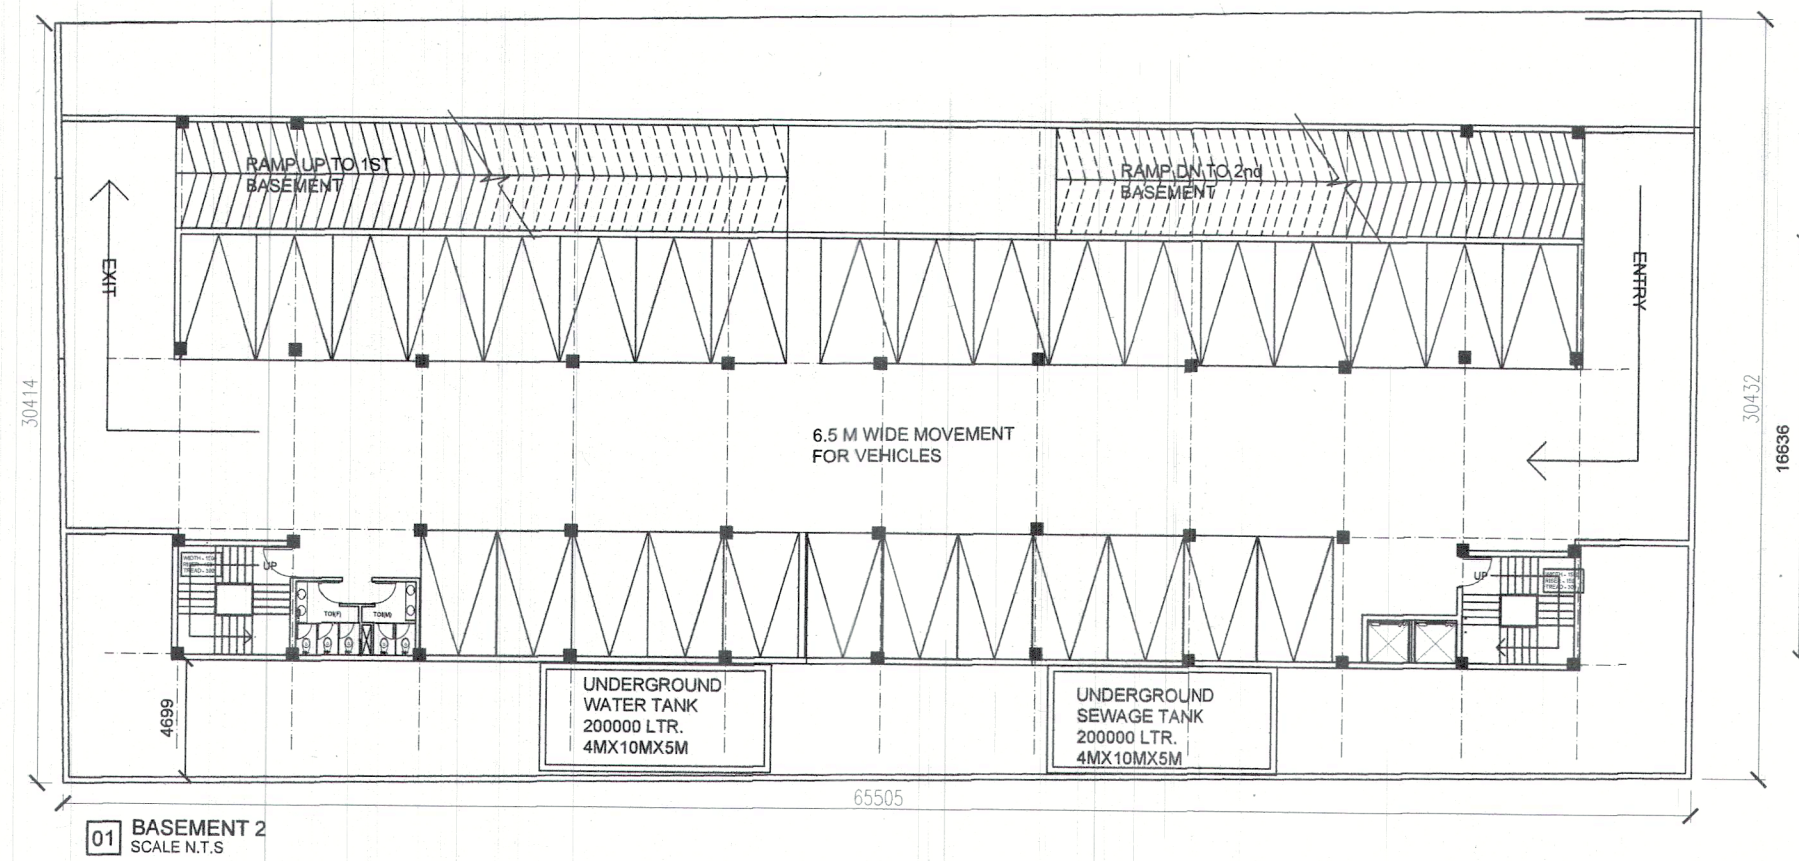 RAMP UP TO 1ST
BASEMENT
RAMP DN TO 2nd
BASEMENT
EXIT
ENTRY
30414
30432
6.5 M WIDE MOVEMENT
FOR VEHICLES
16636
UP
UP
TOI(F)
TOI(M)
4699
UNDERGROUND
WATER TANK
200000 LTR.
4MX10MX5M
UNDERGROUND
SEWAGE TANK
200000 LTR.
4MX10MX5M
65505
01
BASEMENT 2
SCALE N.T.S